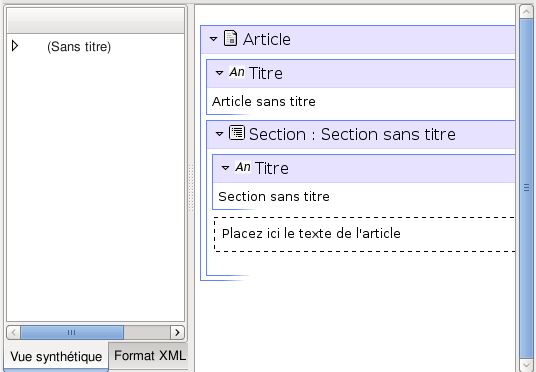 (Sans titre)
Vue synthétique
Format XML
Article
An Titre
Article sans titre
Section : Section sans titre
An Titre
Section sans titre
Placez ici le texte de l'article